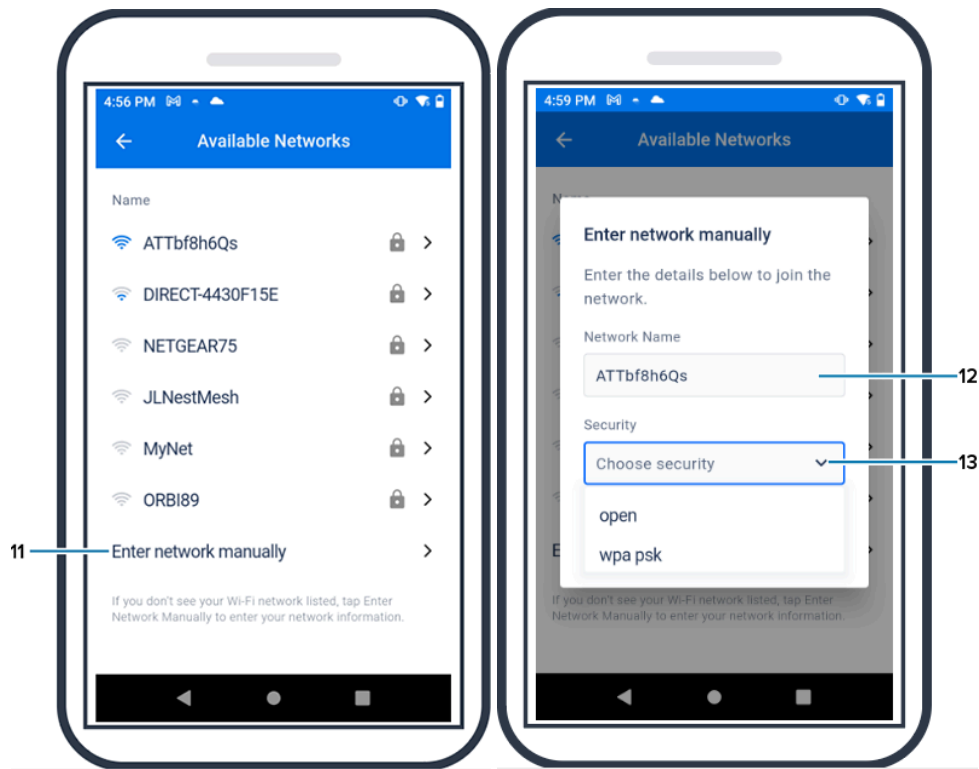 4:56 PM
Available Networks
Name
ATTbf8h6Qs
DIRECT-4430F15E
NETGEAR75
JLNestMesh
MyNet
ORBI89
11
Enter network manually
If you don't see your Wi-Fi network listed, tap Enter
Network Manually to enter your network information.
4:59 PM
Available Networks
Enter network manually
Enter the details below to join the
network.
Network Name
ATTbf8h6Qs
12
Security
Choose security
13
open
wpa psk
If you don't see your Wi-Fi network listed, tap Enter
Network Manually to enter your network information.